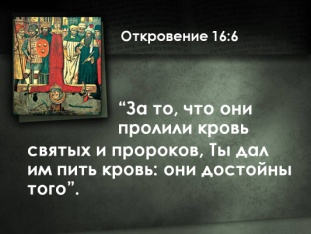 Откровение 16:6
“За то, что они
пролили кровь
святых и пророков, Ты дал
им пить кровь: они достойны
того”.